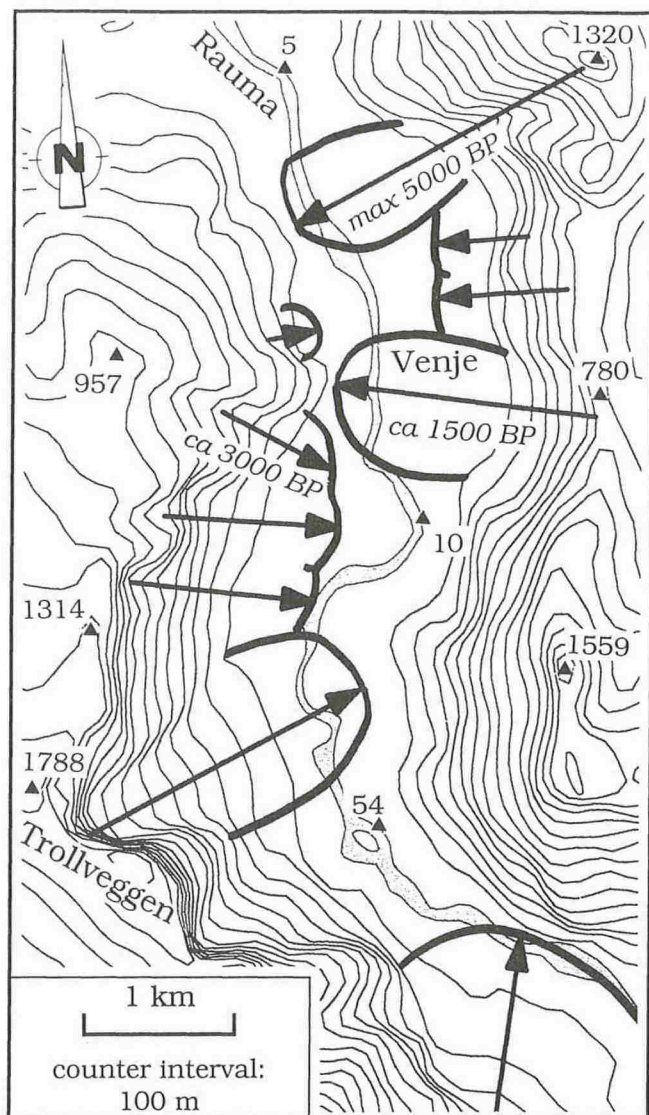 1320
5
Rauma
N
max 5000 BP
Venje
957
780
ca 1500 BP
ca 3000 BP
10
1314
1559
1788
54
Trollveggen
1 km
counter interval:
100 m